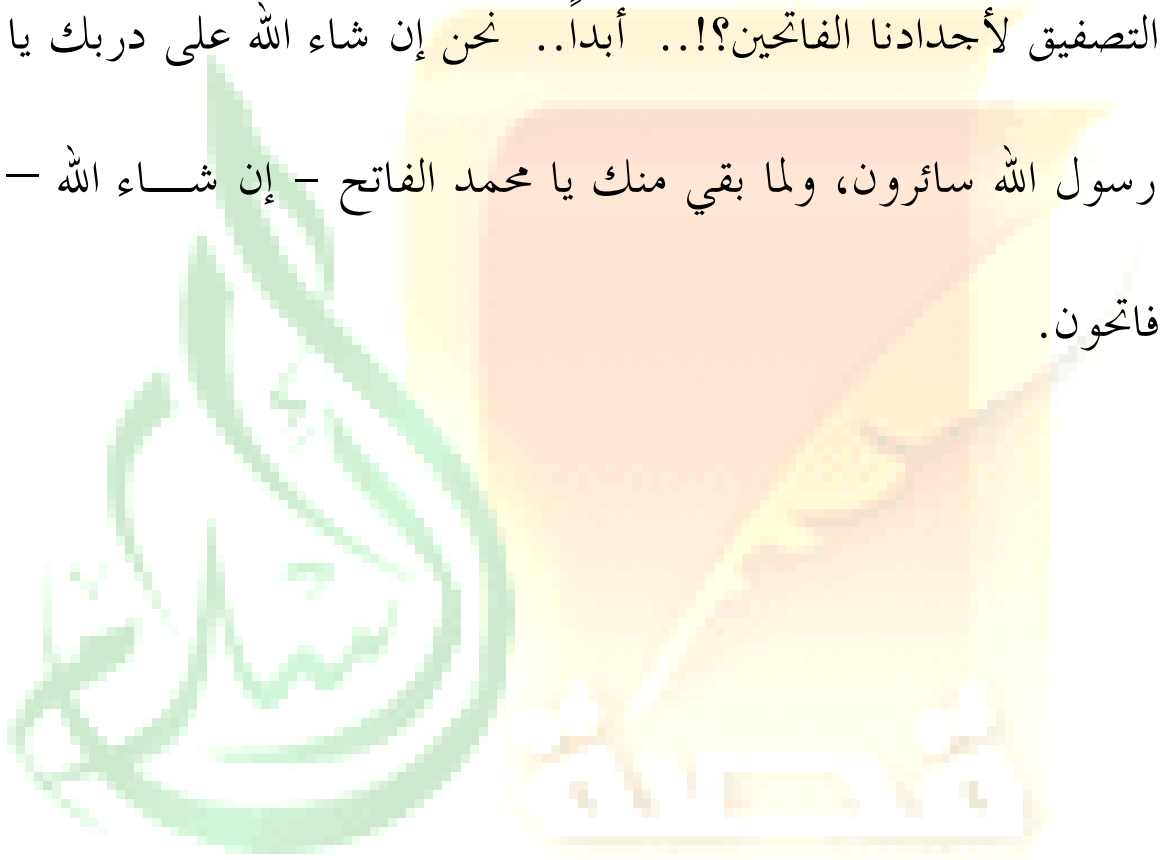 التصفيق لأجدادنا الفاتحين؟!.. أبداً.. نحن إن شاء الله على دربك يا
رسول الله سائرون، ولما بقي منك يا محمد الفاتح – إن شـــاء الله –
فاتحون.